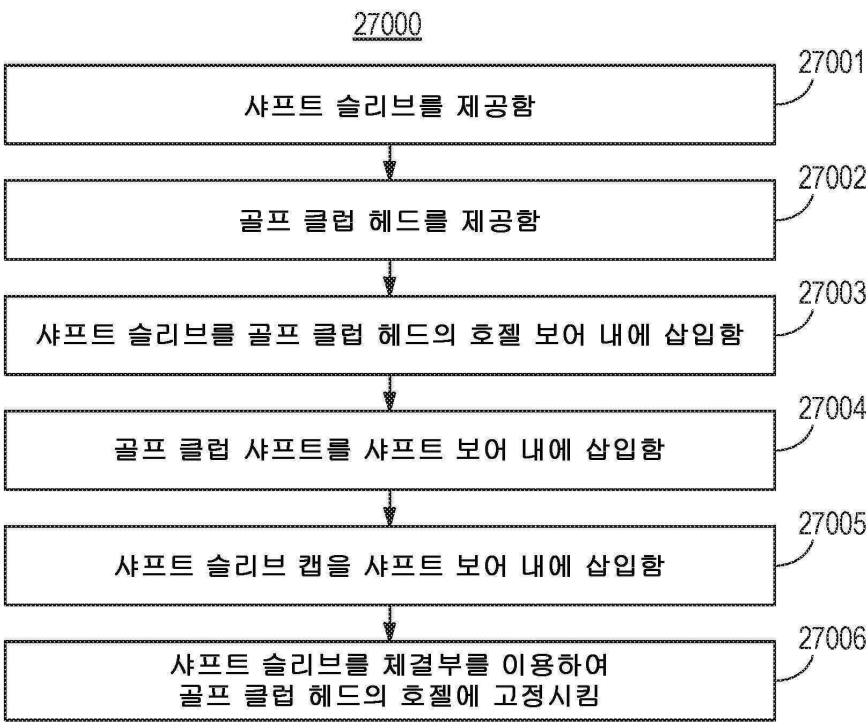 27000
27001
샤프트 슬리브를 제공함
27002
골프 클럽 헤드를 제공함
27003
샤프트 슬리브를 골프 클럽 헤드의 호젤 보어 내에 삽입함
27004
골프 클럽 샤프트를 샤프트 보어 내에 삽입함
27005
샤프트 슬리브 캡을 샤프트 보어 내에 삽입함
27006
샤프트 슬리브를 체결부를 이용하여
골프 클럽 헤드의 호젤에 고정시킴